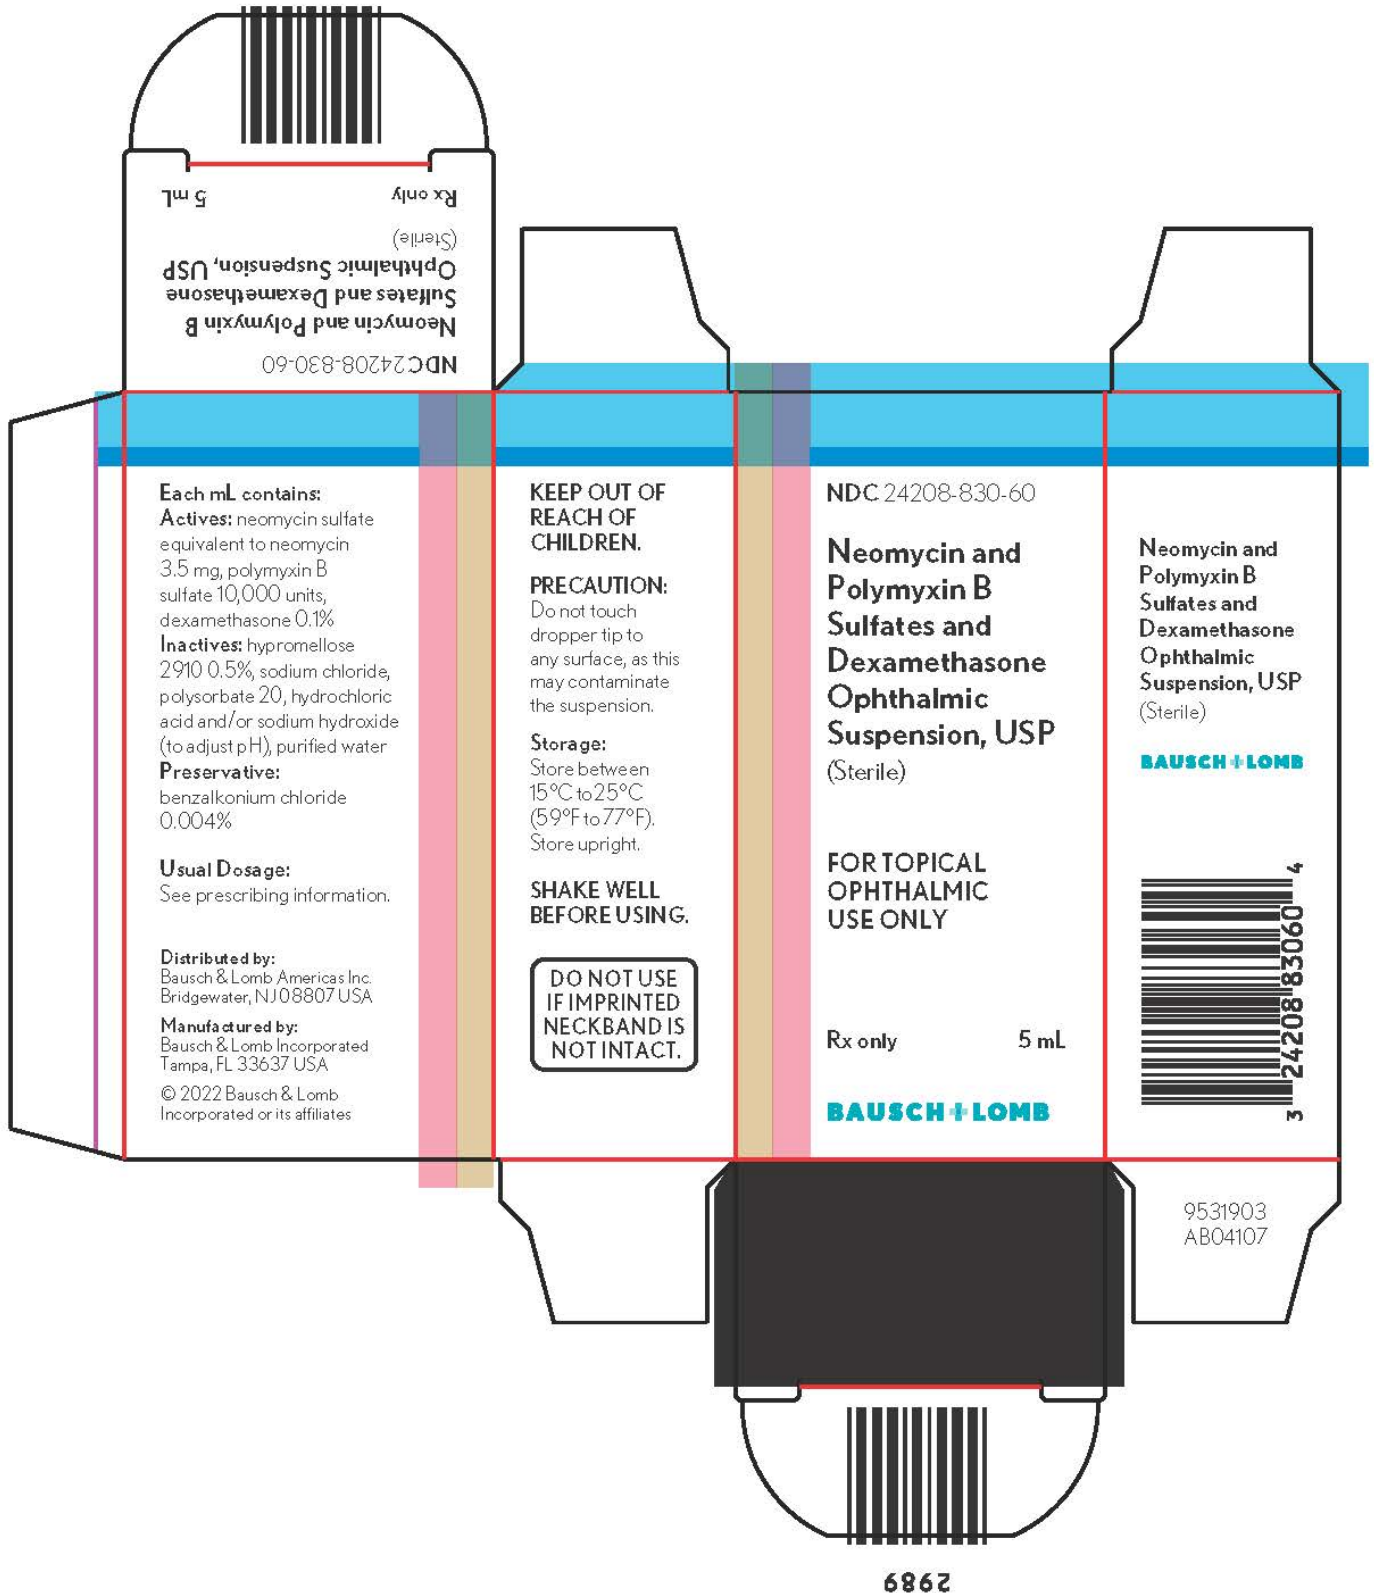 Rx only 5 mL
(Sterile)
NDC 24208-830-60
Neomycin and Polymyxin B
Sulfates and Dexamethasone
Ophthalmic Suspension, USP
Each mL contains:
Actives: neomycin sulfate
equivalent to neomycin
3.5 mg, polymyxin B
sulfate 10,000 units,
dexamethasone 0.1%
Inactives: hypromellose
2910 0.5%, sodium chloride,
polysorbate 20, hydrochloric
acid and/or sodium hydroxide
(to adjust pH), purified water
Preservative:
benzalkonium chloride
0.004%
Usual Dosage:
See prescribing information.
Distributed by:
Bausch & Lomb Americas Inc.
Bridgewater, NJ 08807 USA
Manufactured by:
Bausch & Lomb Incorporated
Tampa, FL 33637 USA
© 2022 Bausch & Lomb
Incorporated or its affiliates
KEEP OUT OF
REACH OF
CHILDREN.
PRECAUTION:
Do not touch
dropper tip to
any surface, as this
may contaminate
the suspension.
Storage:
Store between
15°C to 25°C
(59°F to 77°F).
Store upright.
SHAKE WELL
BEFORE USING.
DO NOT USE
IF IMPRINTED
NECKBAND IS
NOT INTACT.
NDC 24208-830-60
Neomycin and
Polymyxin B
Sulfates and
Dexamethasone
Ophthalmic
Suspension, USP
(Sterile)
FOR TOPICAL
OPHTHALMIC
USE ONLY
Rx only 5 mL
BAUSCH + LOMB
Neomycin and
Polymyxin B
Sulfates and
Dexamethasone
Ophthalmic
Suspension, USP
(Sterile)
BAUSCH + LOMB
3 24208 83060 4
9531903
AB04107
2989